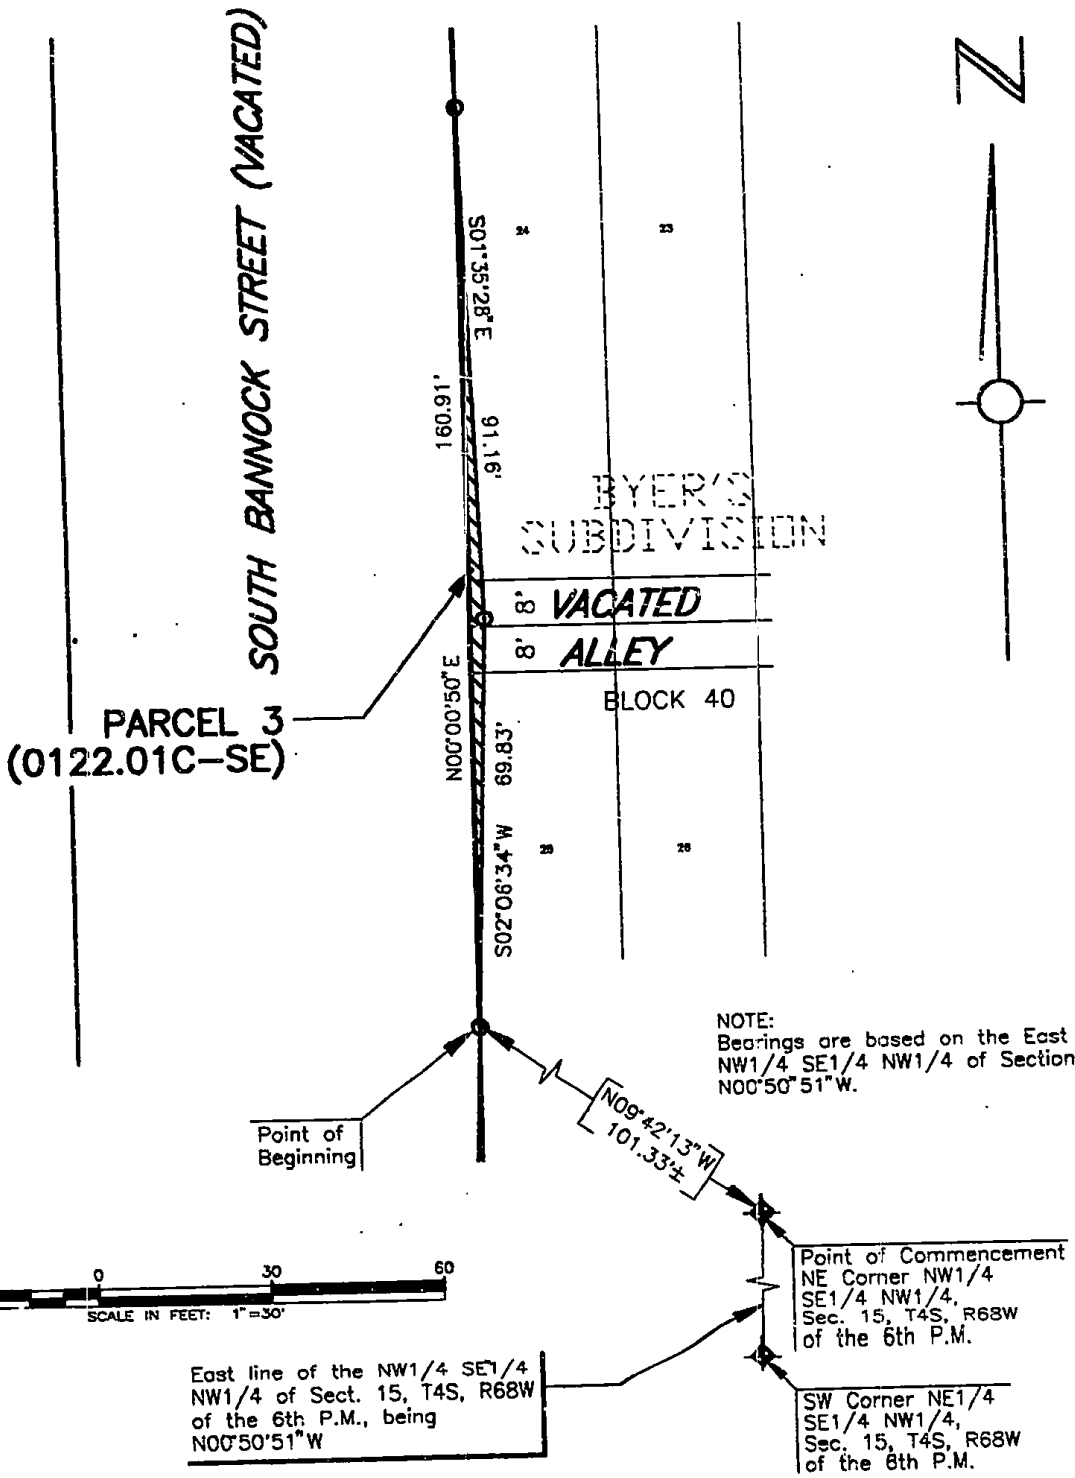 N
SOUTH BANNOCK STREET (VACATED)
S01°35'28"E
24
23
160.91'
91.16'
BYER'S
SUBDIVISION
8' VACATED
8' ALLEY
BLOCK 40
N00°00'50"E
PARCEL 3
(0122.01C-SE)
69.83'
S02°06'34"W
25
26
NOTE:
Bearings are based on the East
NW1/4 SE1/4 NW1/4 of Section
N00°50"51"W.
N09°42'13"W
101.33'±
Point of
Beginning
Point of Commencement
NE Corner NW1/4
SE1/4 NW1/4,
Sec. 15, T4S, R68W
of the 6th P.M.
0 30 60
SCALE IN FEET: 1"=30'
East line of the NW1/4 SE1/4
NW1/4 of Sect. 15, T4S, R68W
of the 6th P.M., being
N00°50'51"W
SW Corner NE1/4
SE1/4 NW1/4,
Sec. 15, T4S, R68W
of the 6th P.M.